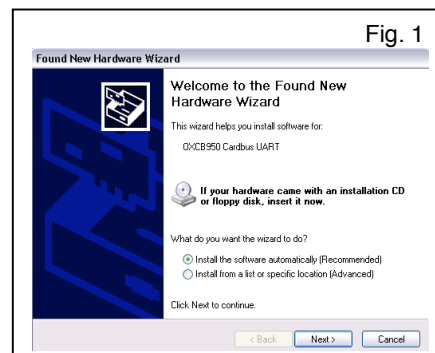 Fig. 1
Found New Hardware Wizard
Welcome to the Found New
Hardware Wizard
This wizard helps you install software for:
OXCB950 Cardbus UART
If your hardware came with an installation CD
or floppy disk, insert it now.
What do you want the wizard to do?
Install the software automatically (Recommended)
Install from a list or specific location (Advanced)
Click Next to continue.
< Back Next > Cancel